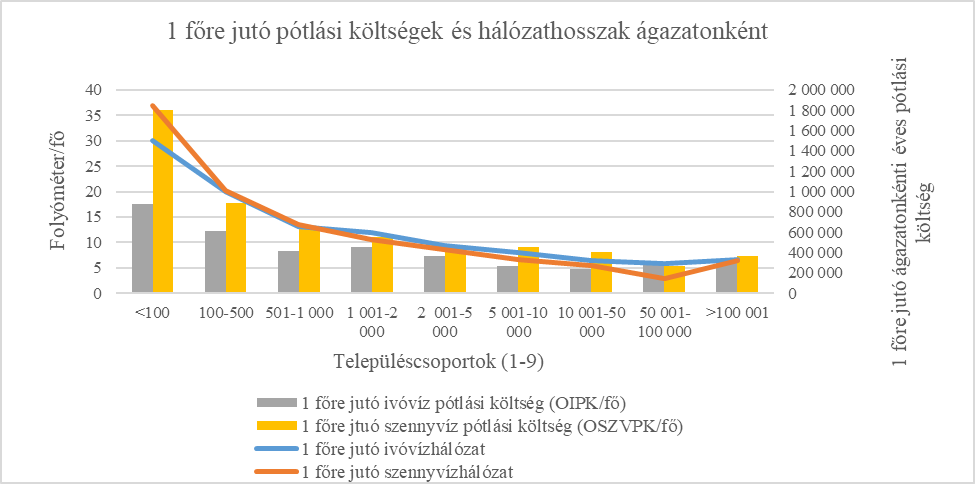 1 főre jutó pótlási költségek és hálózathosszak ágazatonként
Folyóméter/fő
40
35
30
25
20
15
10
5
0
2 000 000
1 800 000
1 600 000
1 400 000
1 200 000
1 000 000
800 000
600 000
400 000
200 000
0
1 főre jutó ágazatonkénti éves pótlási
költség
<100
100-500
501-1 000
1 001-2
000
2 001-5
000
5 001-10
000
10 001-50
000
50 001-
100 000
>100 001
Településcsoportok (1-9)
1 főre jutó ivóvíz pótlási költség (OIPK/fő)
1 főre jtuó szennyvíz pótlási költség (OSZVPK/fő)
1 főre jutó ivóvízhálózat
1 főre jutó szennyvízhálózat